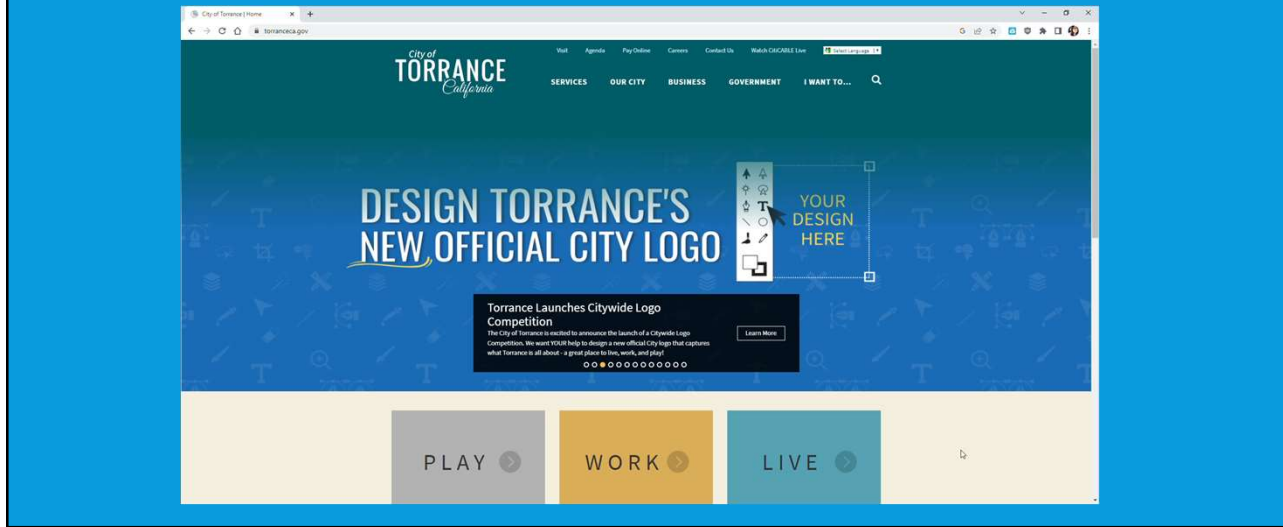 City of Torrance | Home
torranceca.gov
City of
TORRANCE
California
Visit Agenda Pay Online Careers Contact Us Watch CitiCABLE Live Select Language
SERVICES OUR CITY BUSINESS GOVERNMENT I WANT TO...
DESIGN TORRANCE'S
NEW OFFICIAL CITY LOGO
YOUR
DESIGN
HERE
Torrance Launches Citywide Logo
Competition
The City of Torrance is excited to announce the launch of a Citywide Logo
Competition. We want YOUR help to design a new official City logo that captures
what Torrance is all about - a great place to live, work, and play!
Learn More
PLAY
WORK
LIVE